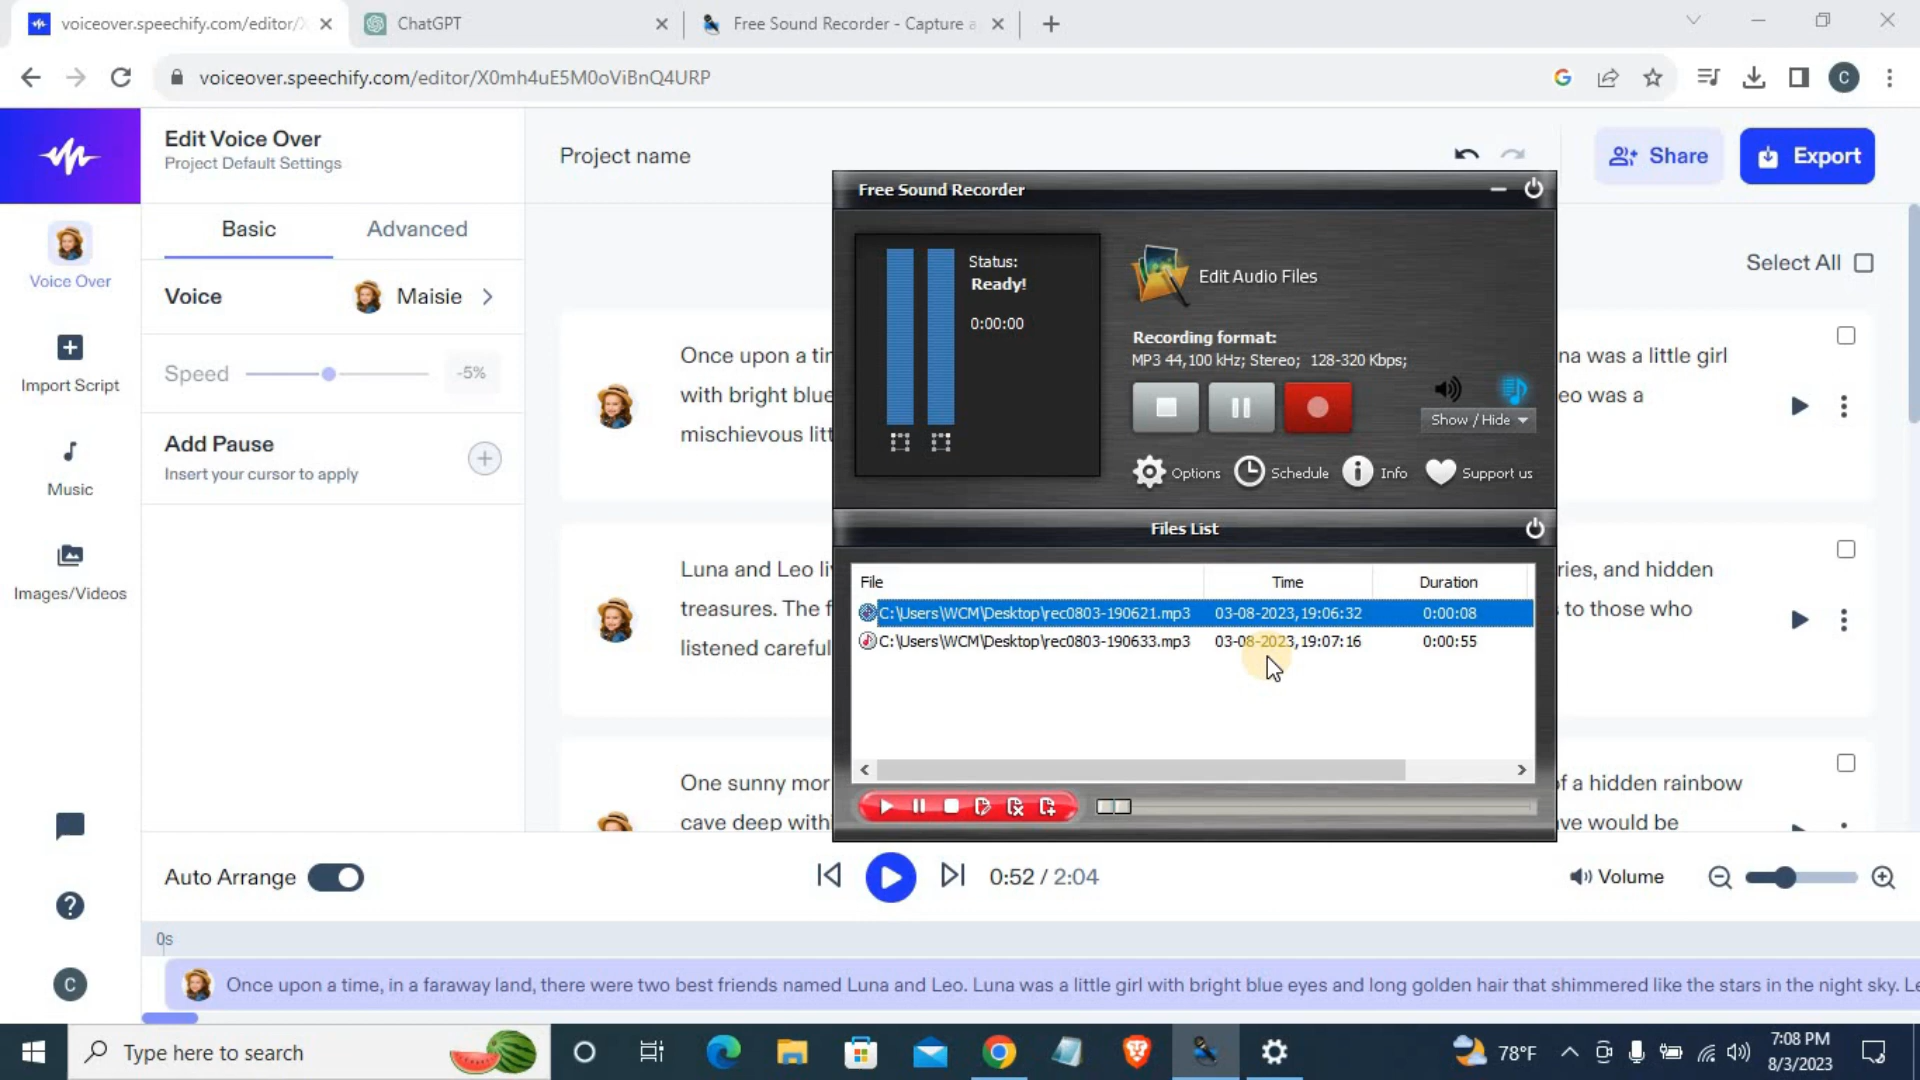 voiceover.speechify.com/editor/
ChatGPT
Free Sound Recorder - Capture a
voiceover.speechify.com/editor/X0mh4uE5M0oViBnQ4URP
C
Edit Voice Over
Project Default Settings
Project name
Share
Export
Basic
Advanced
Select All
Voice Over
Voice
Maisie
Import Script
Speed
-5%
Add Pause
Insert your cursor to apply
Music
Images/Videos
Once upon a tim
na was a little girl
with bright blue
eo was a
mischievous litt
Luna and Leo li
ries, and hidden
treasures. The f
s to those who
listened careful
One sunny mor
of a hidden rainbow
cave deep with
ve would be
Free Sound Recorder
Status:
Ready!
0:00:00
Edit Audio Files
Recording format:
MP3 44,100 kHz; Stereo; 128-320 Kbps;
Show / Hide
Options
Schedule
Info
Support us
Files List
File Time Duration
C:\Users\WCM\Desktop\rec0803-190621.mp3 03-08-2023,19:06:32 0:00:08
C:\Users\WCM\Desktop\rec0803-190633.mp3 03-08-2023,19:07:16 0:00:55
Auto Arrange
0:52 / 2:04
Volume
0s
C
Once upon a time, in a faraway land, there were two best friends named Luna and Leo. Luna was a little girl with bright blue eyes and long golden hair that shimmered like the stars in the night sky. Le
Type here to search
78°F
7:08 PM
8/3/2023